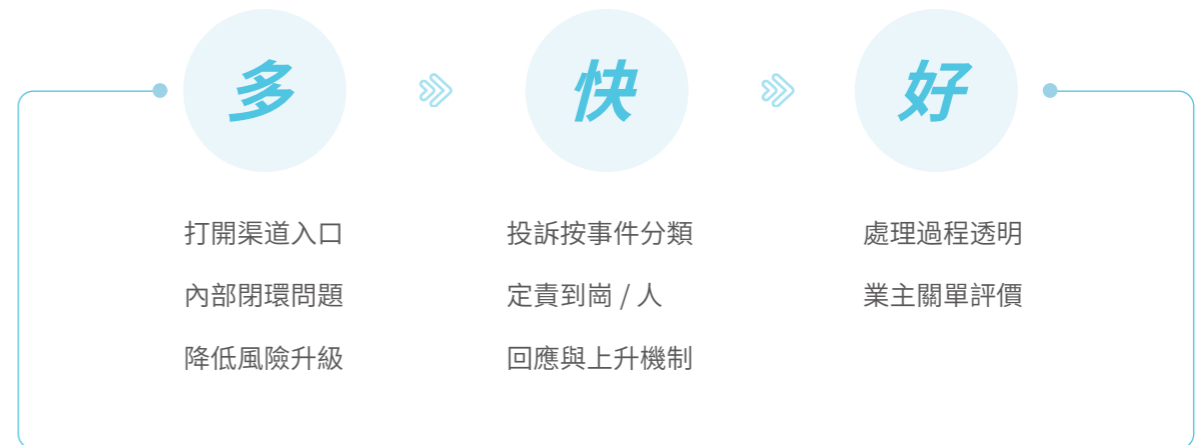 多
快
好
打開渠道入口
內部閉環問題
降低風險升級
投訴按事件分類
定責到崗 / 人
回應與上升機制
處理過程透明
業主關單評價